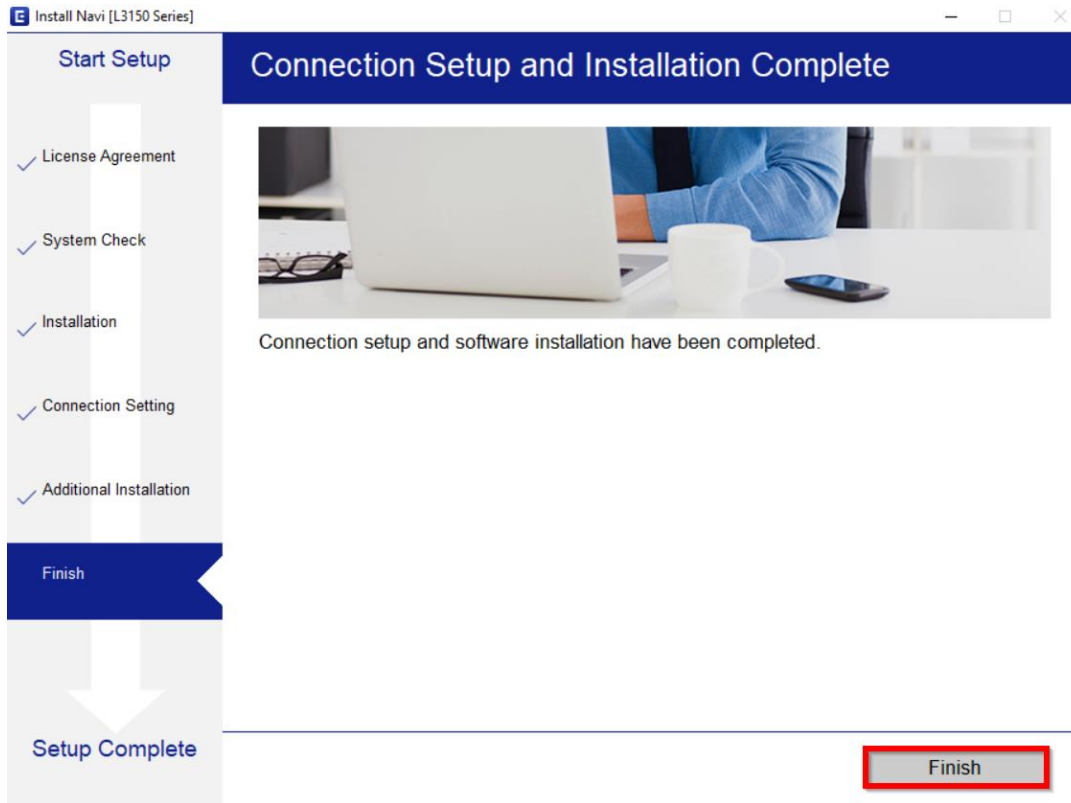 Install Navi [L3150 Series]
Start Setup
License Agreement
System Check
Installation
Connection Setting
Additional Installation
Finish
Setup Complete
Connection Setup and Installation Complete
Connection setup and software installation have been completed.
Finish